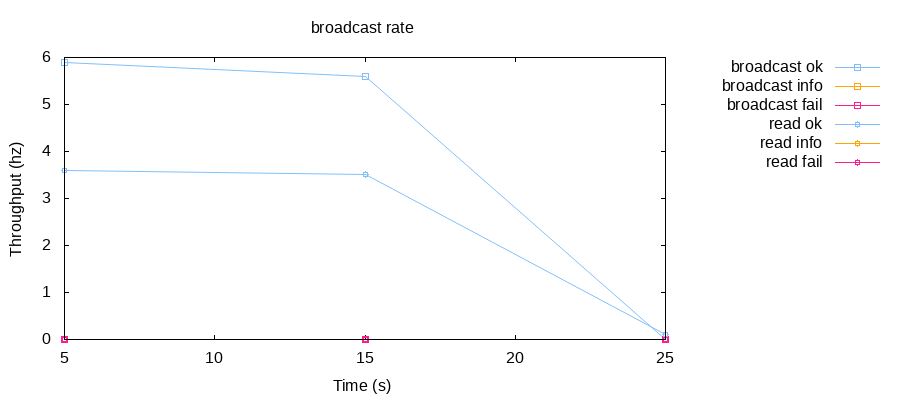 broadcast rate
Throughput (hz)
6
5
4
3
2
1
0
5
10
15
20
25
Time (s)
broadcast ok
broadcast info
broadcast fail
read ok
read info
read fail